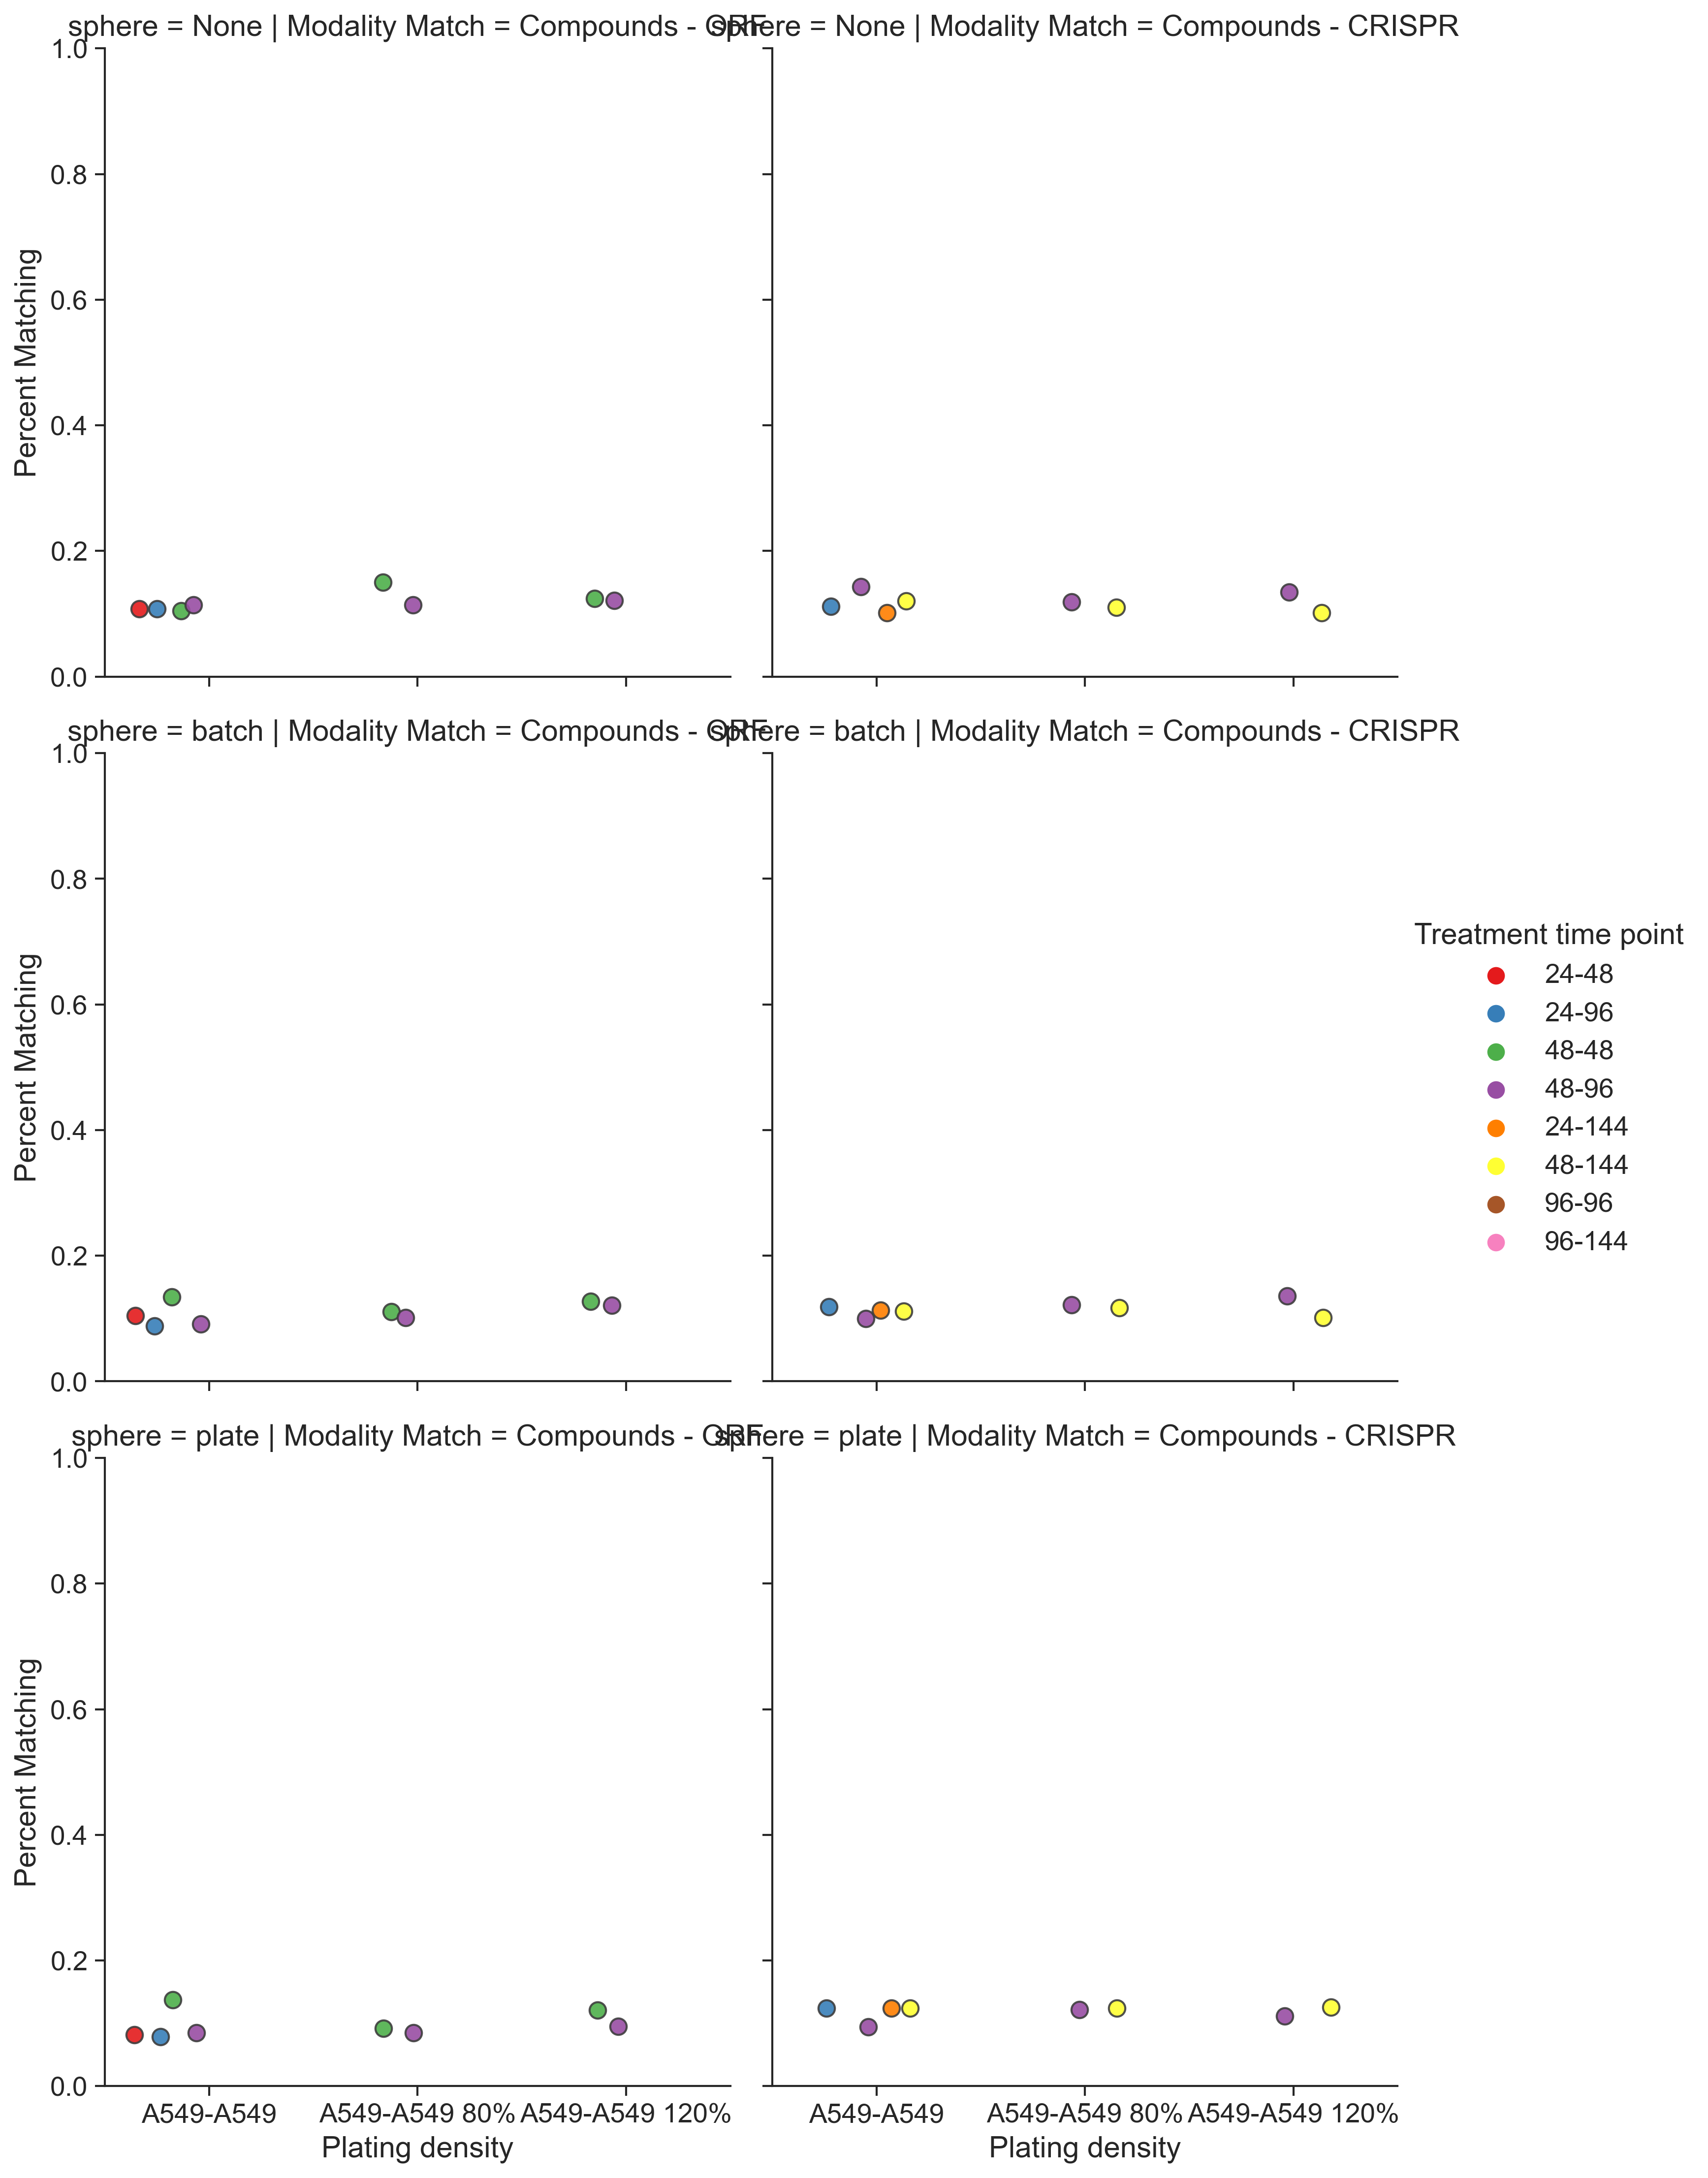 sphere = None | Modality Match = Compounds - ORF
sphere = None | Modality Match = Compounds - CRISPR
1.0
0.8
0.6
0.4
0.2
0.0
Percent Matching
sphere = batch | Modality Match = Compounds - ORF
sphere = batch | Modality Match = Compounds - CRISPR
1.0
0.8
0.6
0.4
0.2
0.0
Percent Matching
Treatment time point
24-48
24-96
48-48
48-96
24-144
48-144
96-96
96-144
sphere = plate | Modality Match = Compounds - ORF
sphere = plate | Modality Match = Compounds - CRISPR
1.0
0.8
0.6
0.4
0.2
0.0
Percent Matching
A549-A549
A549-A549 80%
A549-A549 120%
Plating density
A549-A549
A549-A549 80%
A549-A549 120%
Plating density